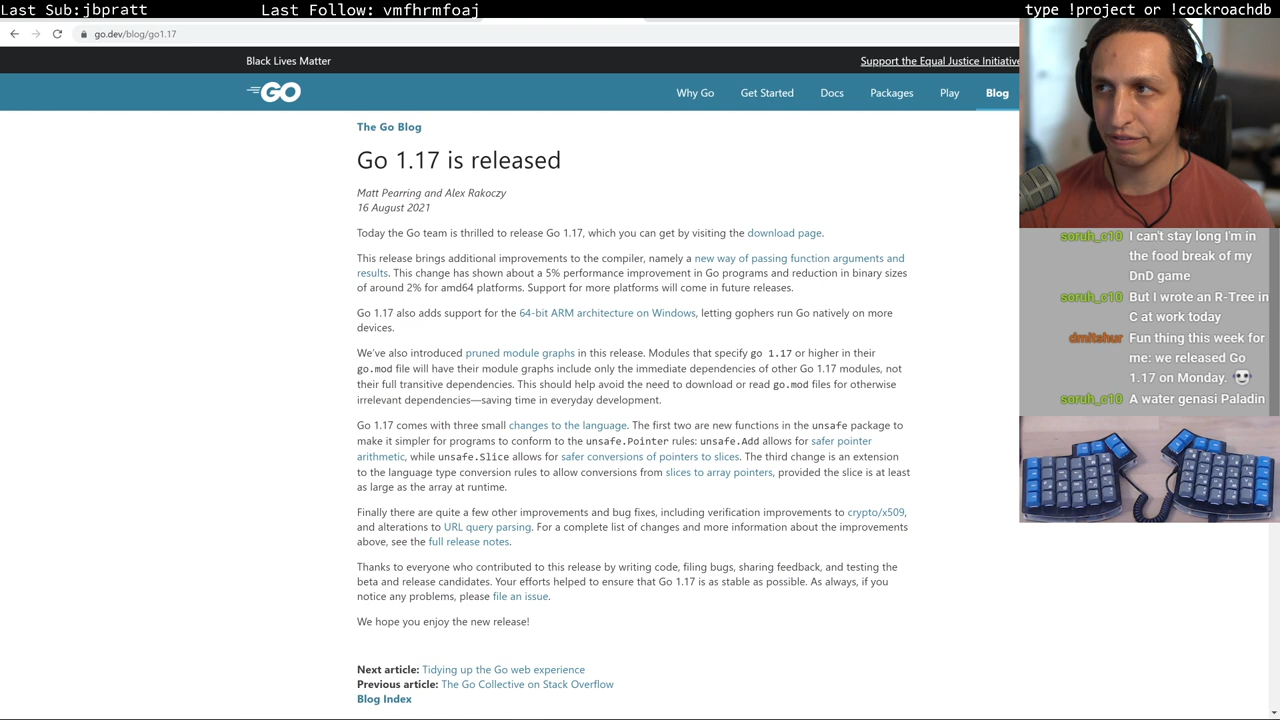 Last Sub:jbpratt
Last Follow: vmfhrmfoaj
type !project or !cockroachdb
go.dev/blog/go1.17
Black Lives Matter
Support the Equal Justice Initiative
GO
Why Go
Get Started
Docs
Packages
Play
Blog
The Go Blog
Go 1.17 is released
Matt Pearring and Alex Rakoczy
16 August 2021
Today the Go team is thrilled to release Go 1.17, which you can get by visiting the download page.
This release brings additional improvements to the compiler, namely a new way of passing function arguments and
results. This change has shown about a 5% performance improvement in Go programs and reduction in binary sizes
of around 2% for amd64 platforms. Support for more platforms will come in future releases.
Go 1.17 also adds support for the 64-bit ARM architecture on Windows, letting gophers run Go natively on more
devices.
We've also introduced pruned module graphs in this release. Modules that specify go 1.17 or higher in their
go.mod file will have their module graphs include only the immediate dependencies of other Go 1.17 modules, not
their full transitive dependencies. This should help avoid the need to download or read go.mod files for otherwise
irrelevant dependencies—saving time in everyday development.
Go 1.17 comes with three small changes to the language. The first two are new functions in the unsafe package to
make it simpler for programs to conform to the unsafe.Pointer rules: unsafe.Add allows for safer pointer
arithmetic, while unsafe.Slice allows for safer conversions of pointers to slices. The third change is an extension
to the language type conversion rules to allow conversions from slices to array pointers, provided the slice is at least
as large as the array at runtime.
Finally there are quite a few other improvements and bug fixes, including verification improvements to crypto/x509,
and alterations to URL query parsing. For a complete list of changes and more information about the improvements
above, see the full release notes.
Thanks to everyone who contributed to this release by writing code, filing bugs, sharing feedback, and testing the
beta and release candidates. Your efforts helped to ensure that Go 1.17 is as stable as possible. As always, if you
notice any problems, please file an issue.
We hope you enjoy the new release!
Next article: Tidying up the Go web experience
Previous article: The Go Collective on Stack Overflow
Blog Index
soruh_c10 I can't stay long I'm in
the food break of my
DnD game
soruh_c10 But I wrote an R-Tree in
C at work today
dmitshur Fun thing this week for
me: we released Go
1.17 on Monday.
soruh_c10 A water genasi Paladin